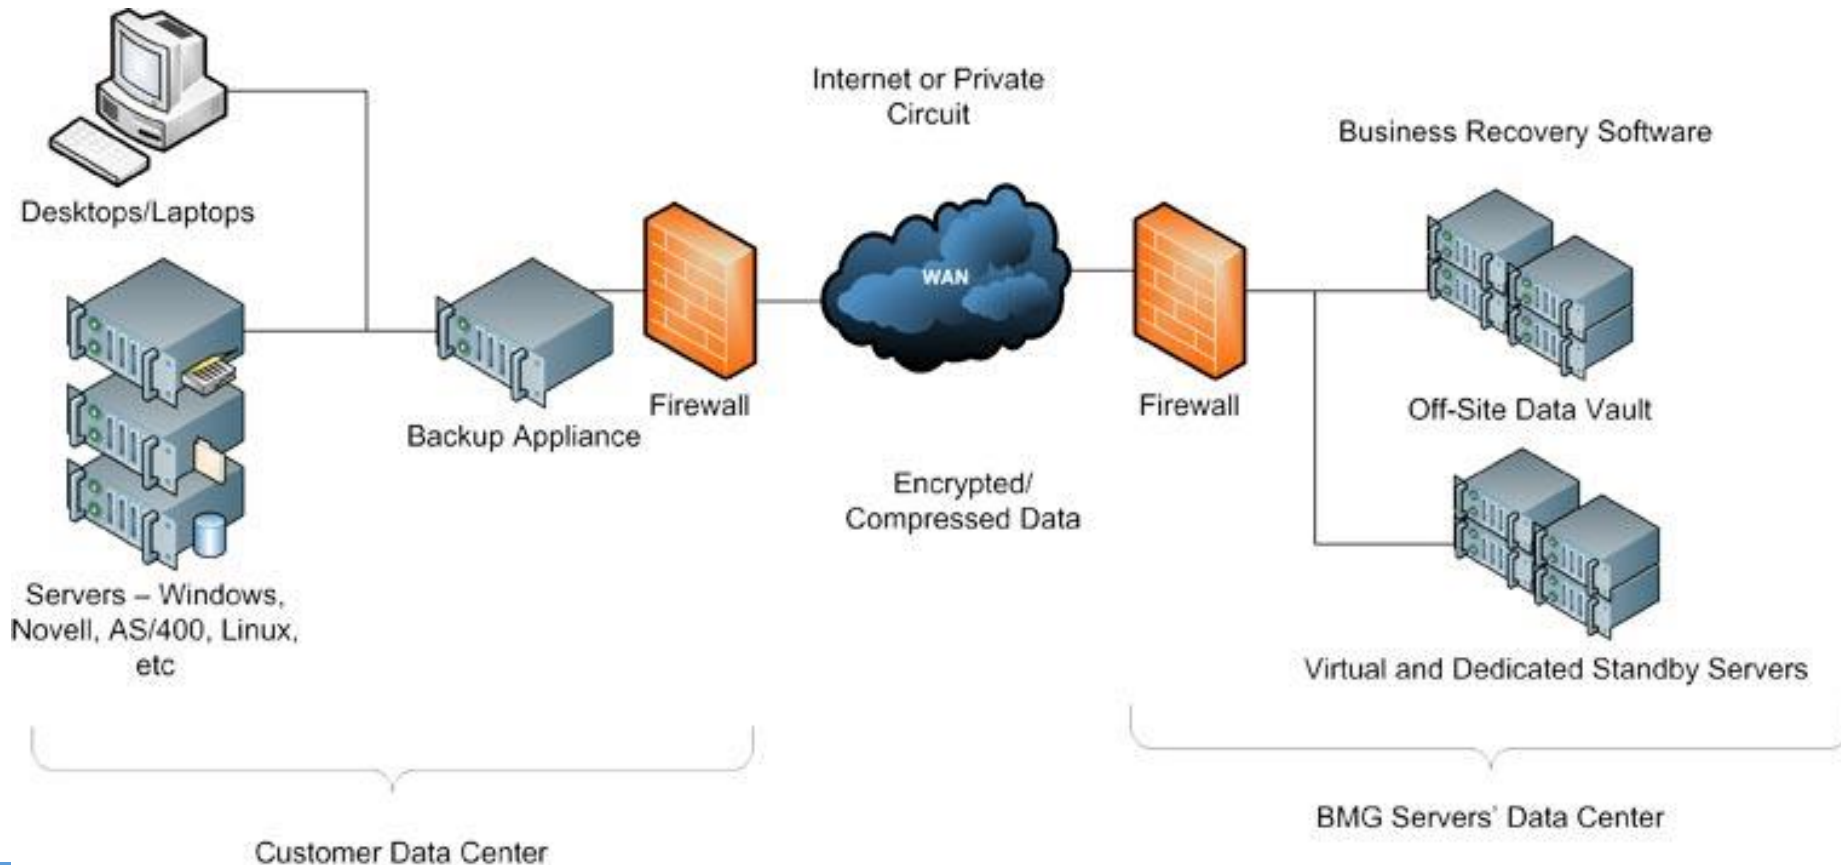 Internet or Private
Circuit
Business Recovery Software
Desktops/Laptops
WAN
Firewall
Firewall
Off-Site Data Vault
Backup Appliance
Encrypted/
Compressed Data
Servers – Windows,
Novell, AS/400, Linux,
etc
Virtual and Dedicated Standby Servers
BMG Servers' Data Center
Customer Data Center